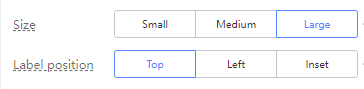 Size Small Medium Large
Label position Top Left Inset